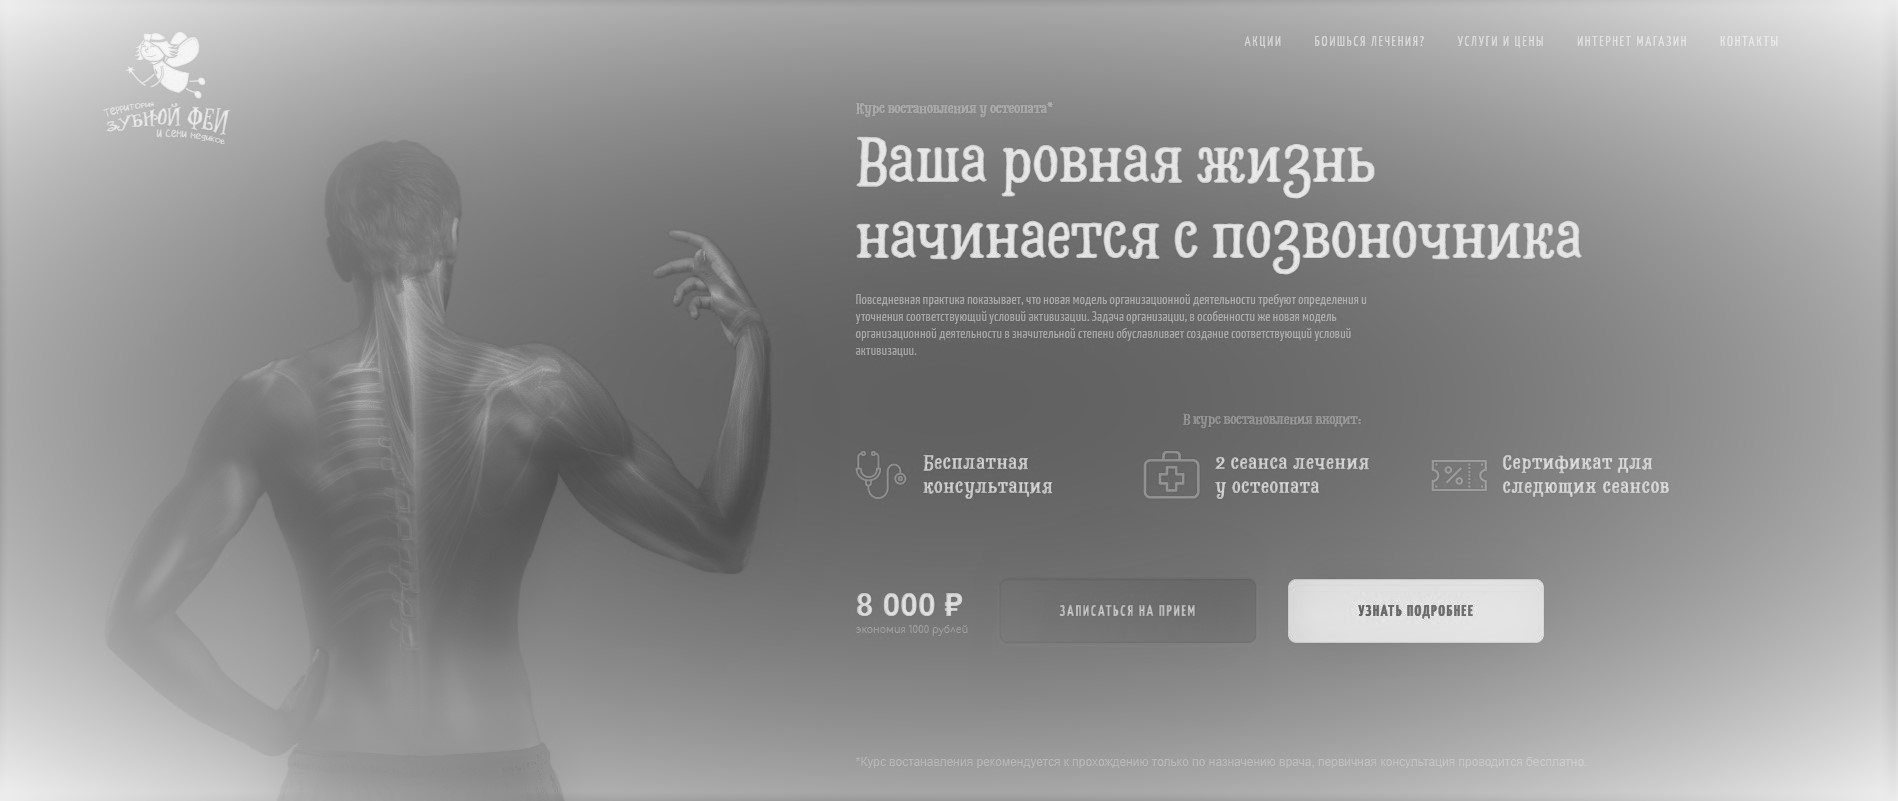 Территория
ЗУБНОЙ ФЕИ
и сети медиксов
АКЦИИ
БОИШЬСЯ ЛЕЧЕНИЯ?
УСЛУГИ И ЦЕНЫ
ИНТЕРНЕТ МАГАЗИН
КОНТАКТЫ
Курс востановления у остеопата*
Ваша ровная жизнь
начинается с позвоночника
Повседневная практика показывает, что новая модель организационной деятельности требуют определения и
уточнения соответствующий условий активизации. Задача организации, в особенности же новая модель
организационной деятельности в значительной степени обуславливает создание соответствующий условий
активизации.
В курс востановления входит:
Бесплатная
консультация
2 сеанса лечения
у остеопата
Сертификат для
следющих сеансов
8 000 ₽
экономия 1000 рублей
ЗАПИСАТЬСЯ НА ПРИЕМ
УЗНАТЬ ПОДРОБНЕЕ
*Курс востанавления рекомендуется к прохождению только по назначению врача, первичная консультация проводится бесплатно.